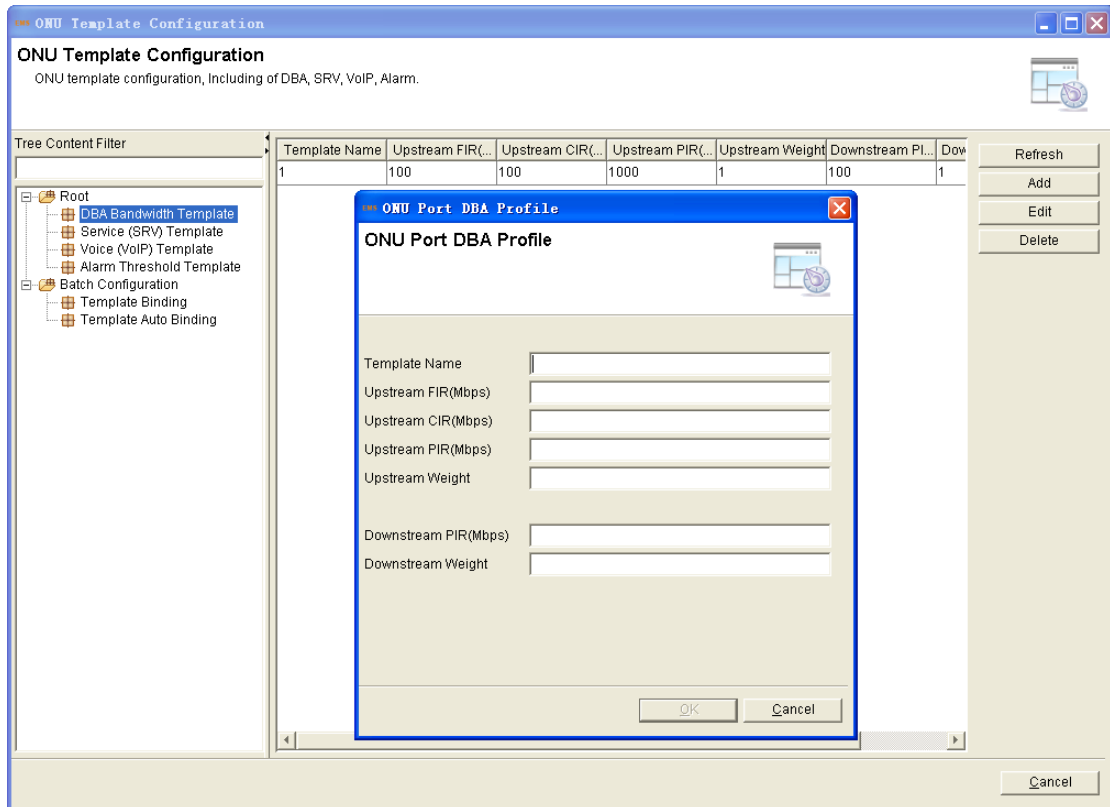 EMS ONU Template Configuration
ONU Template Configuration
ONU template configuration, Including of DBA, SRV, VoIP, Alarm.
Tree Content Filter
Root
DBA Bandwidth Template
Service (SRV) Template
Voice (VoIP) Template
Alarm Threshold Template
Batch Configuration
Template Binding
Template Auto Binding
Template Name Upstream FIR(... Upstream CIR(... Upstream PIR(... Upstream Weight Downstream PI... Dow
1 100 100 1000 1 100 1
Refresh
Add
Edit
Delete
EMS ONU Port DBA Profile
ONU Port DBA Profile
Template Name
Upstream FIR(Mbps)
Upstream CIR(Mbps)
Upstream PIR(Mbps)
Upstream Weight
Downstream PIR(Mbps)
Downstream Weight
OK Cancel
Cancel